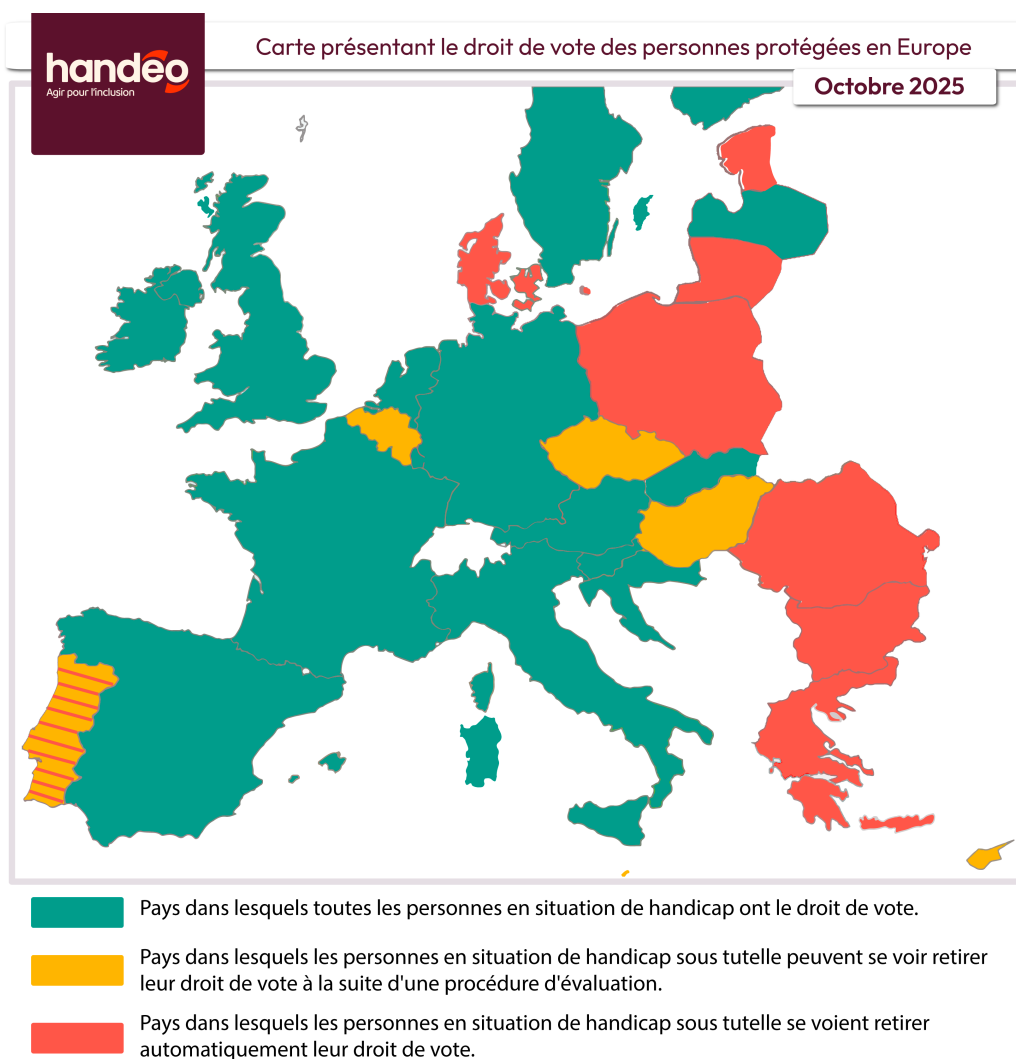 handéo
Agir pour l'inclusion
Carte présentant le droit de vote des personnes protégées en Europe
Octobre 2025
Pays dans lesquels toutes les personnes en situation de handicap ont le droit de vote.
Pays dans lesquels les personnes en situation de handicap sous tutelle peuvent se voir retirer
leur droit de vote à la suite d'une procédure d'évaluation.
Pays dans lesquels les personnes en situation de handicap sous tutelle se voient retirer
automatiquement leur droit de vote.